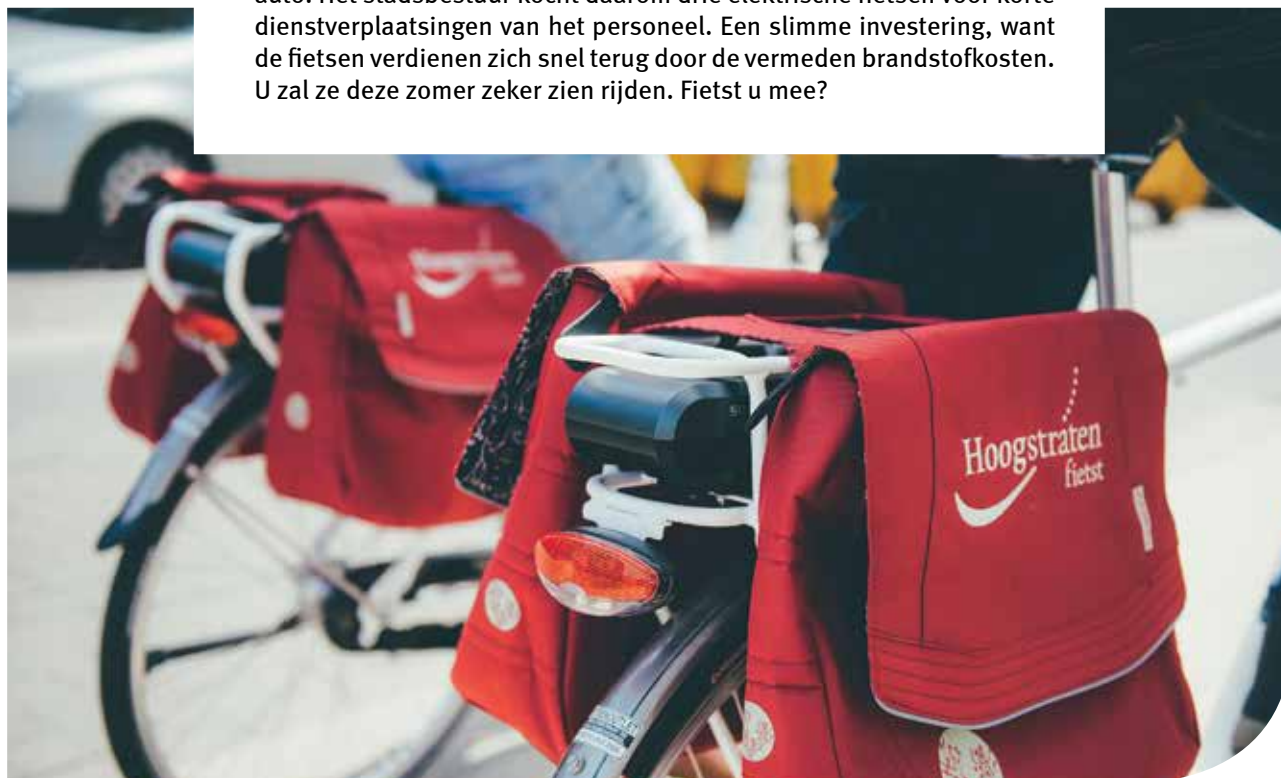 auto. Het stadsbestuur kocht daarom drie elektrische fietsen voor korte
dienstverplaatsingen van het personeel. Een slimme investering, want
de fietsen verdienen zich snel terug door de vermeden brandstofkosten.
U zal ze deze zomer zeker zien rijden. Fietst u mee?
Hoogstraten
fietst
Hoogstraten
fietst